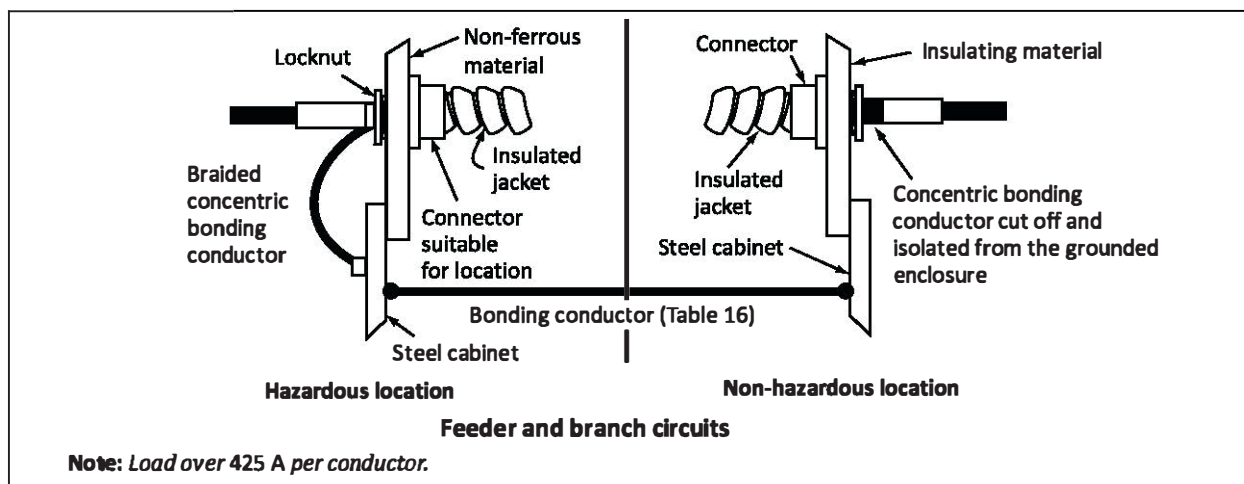 Locknut
Non-ferrous
material
Connector
Insulating material
Braided
concentric
bonding
conductor
Insulated
jacket
Connector
suitable
for location
Insulated
jacket
Steel cabinet
Concentric bonding
conductor cut off and
isolated from the grounded
enclosure
Bonding conductor (Table 16)
Steel cabinet
Hazardous location
Non-hazardous location
Feeder and branch circuits
Note: Load over 425 A per conductor.